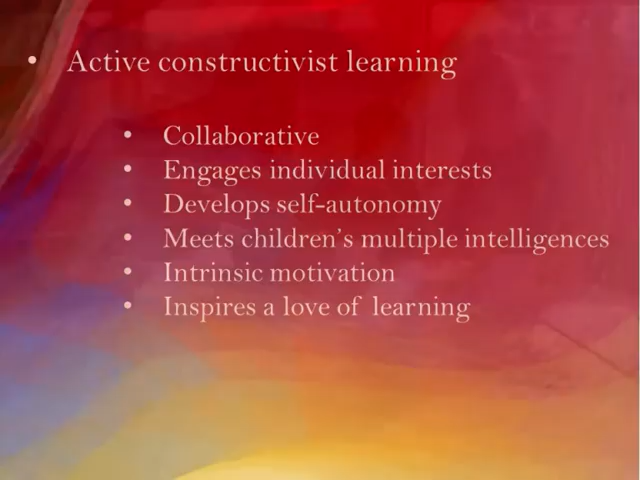 • Active constructivist learning
• Collaborative
• Engages individual interests
• Develops self-autonomy
• Meets children's multiple intelligences
• Intrinsic motivation
• Inspires a love of learning